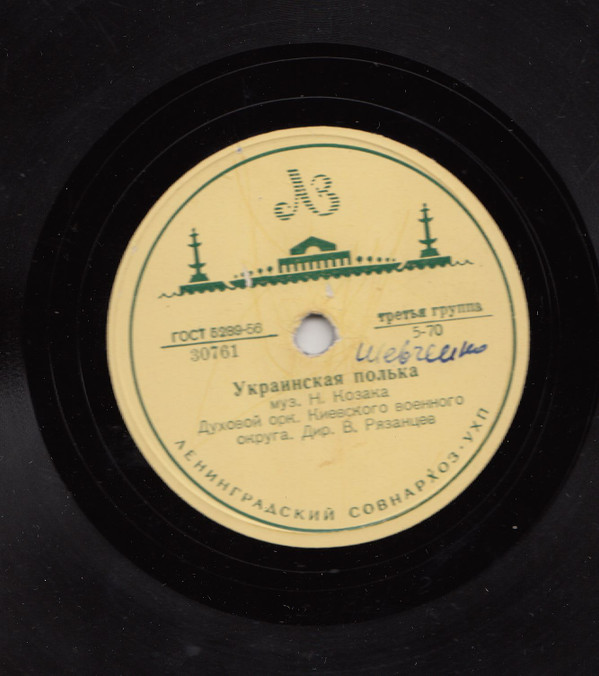 ЛЗ
ГОСТ 5289-56
30761
третья группа
5-70
Шевченко
Украинская полька
муз. Н. Козака
Духовой орк. Киевского военного
округа. Дир. В. Рязанцев
ЛЕНИНГРАДСКИЙ СОВНАРХОЗ · УХП